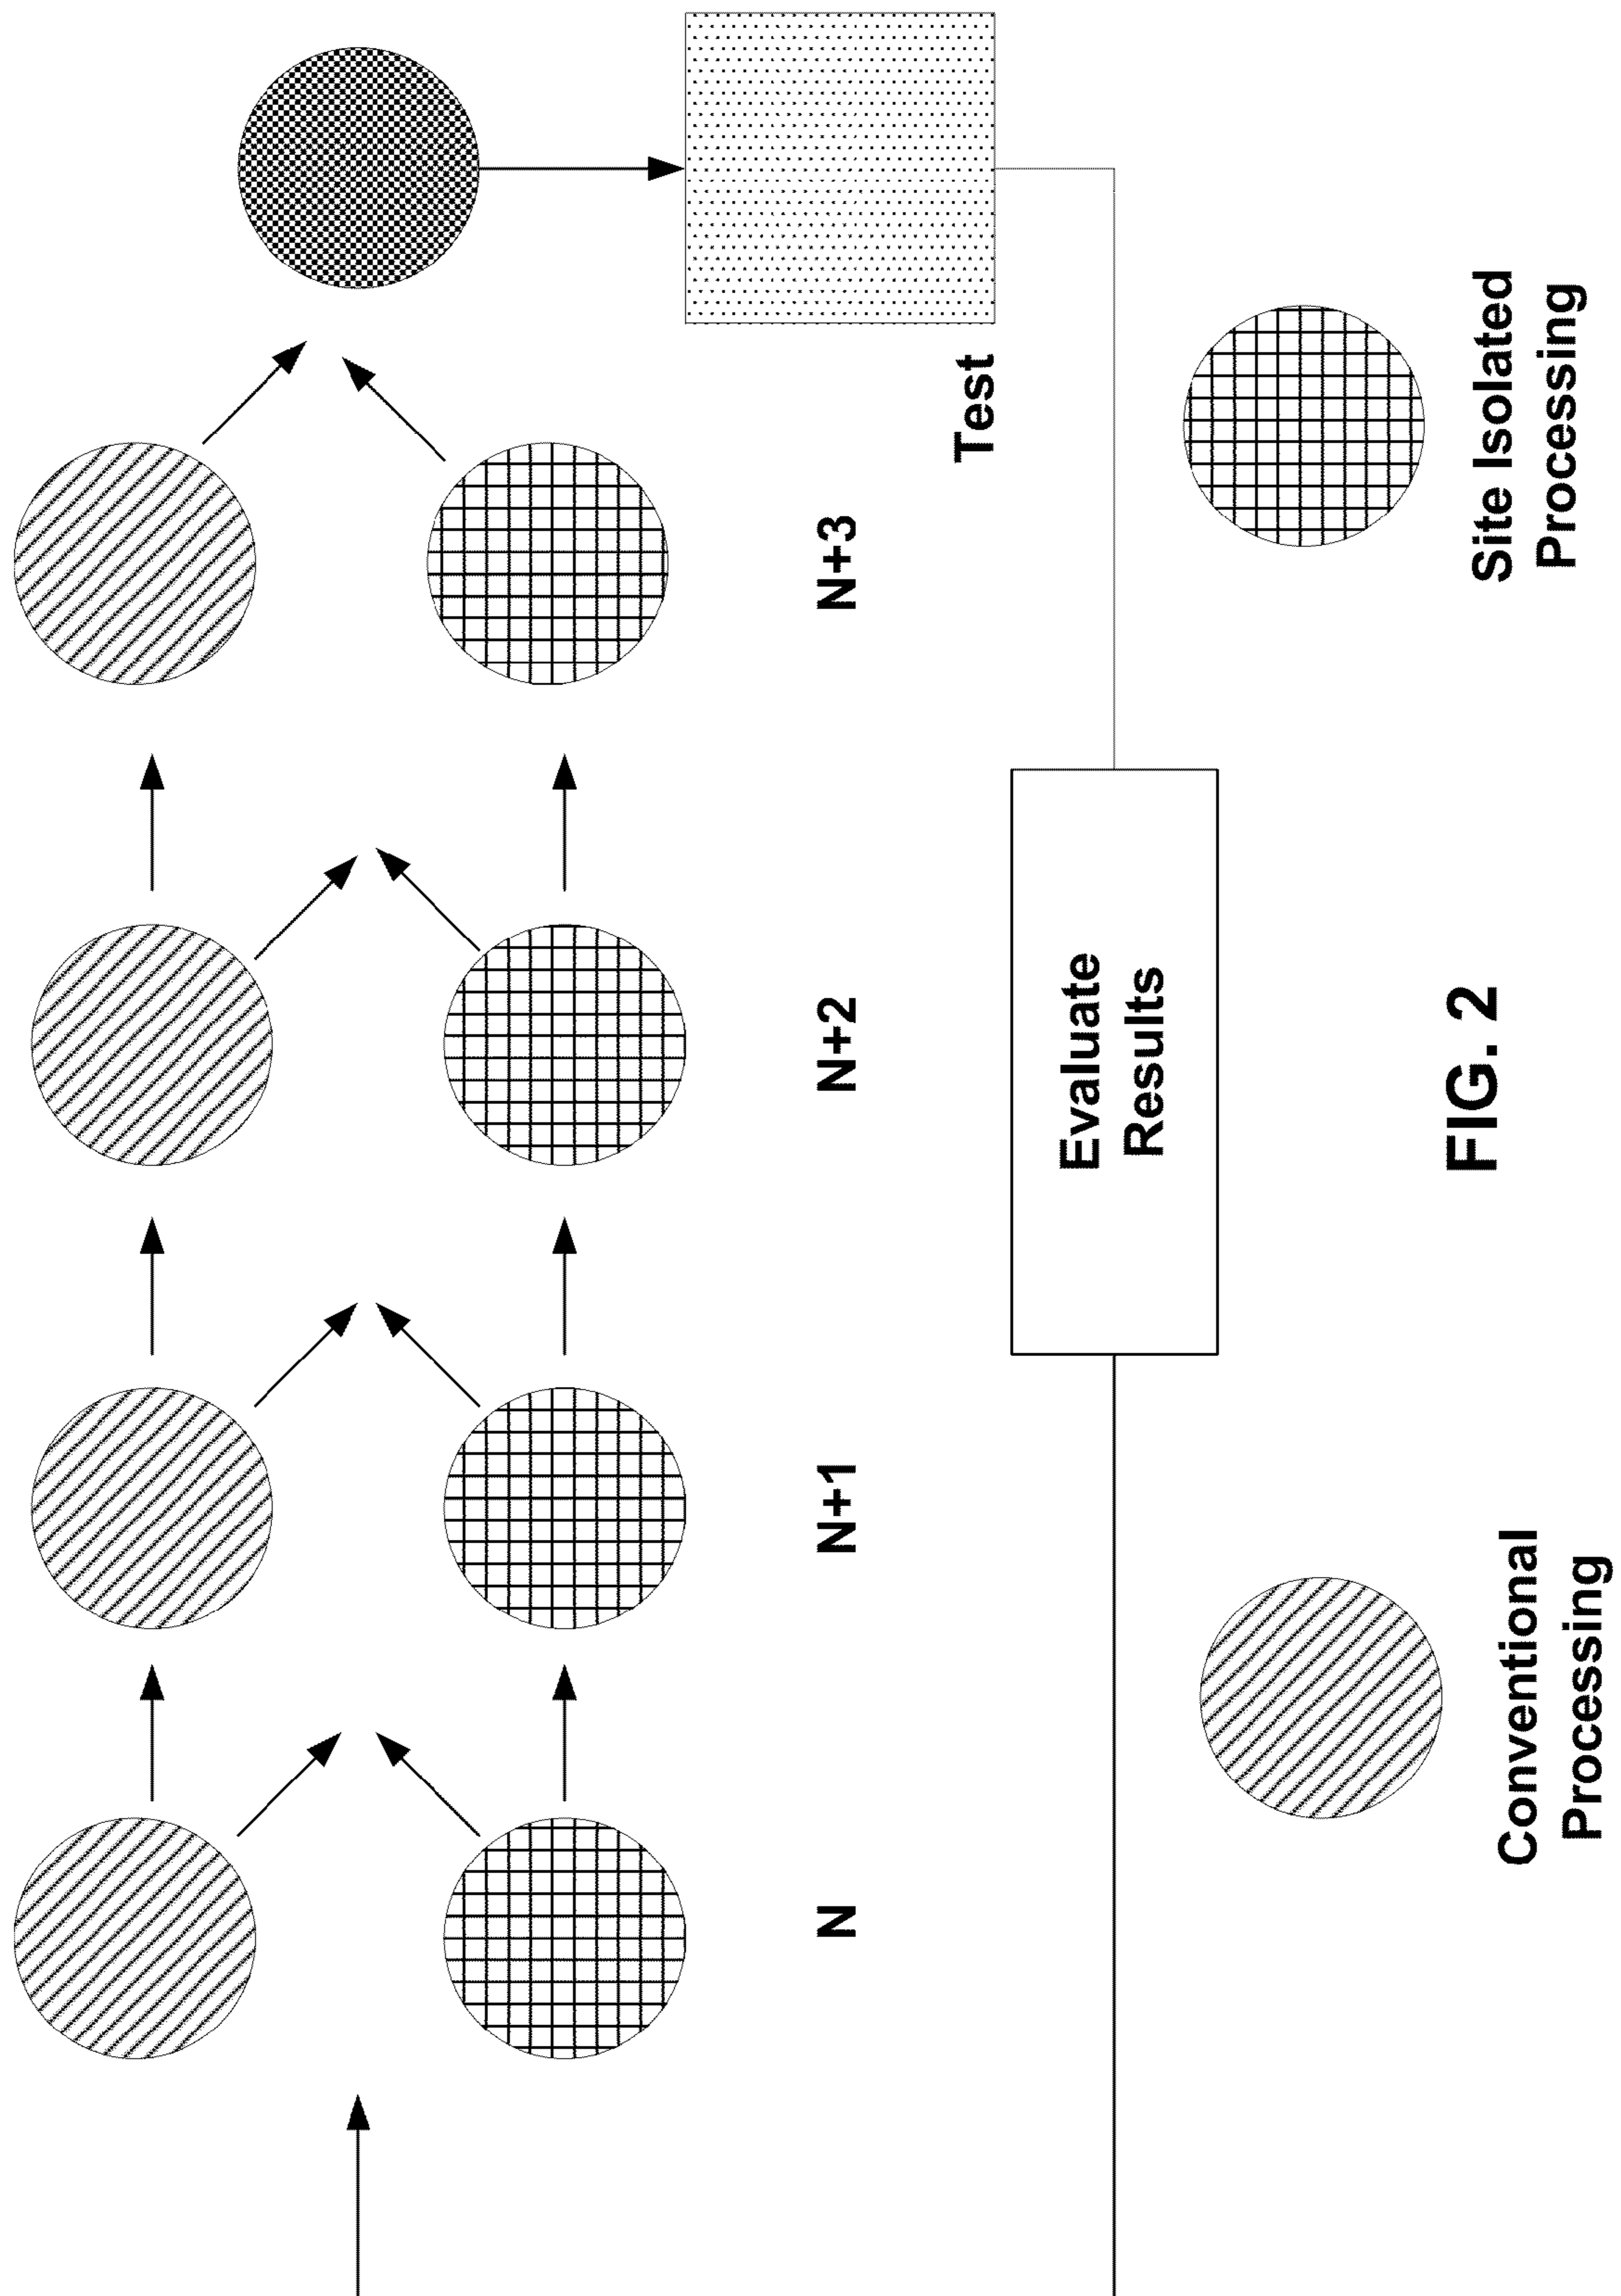 N
N+1
N+2
N+3
Test
Evaluate
Results
Conventional
Processing
Site Isolated
Processing
FIG. 2